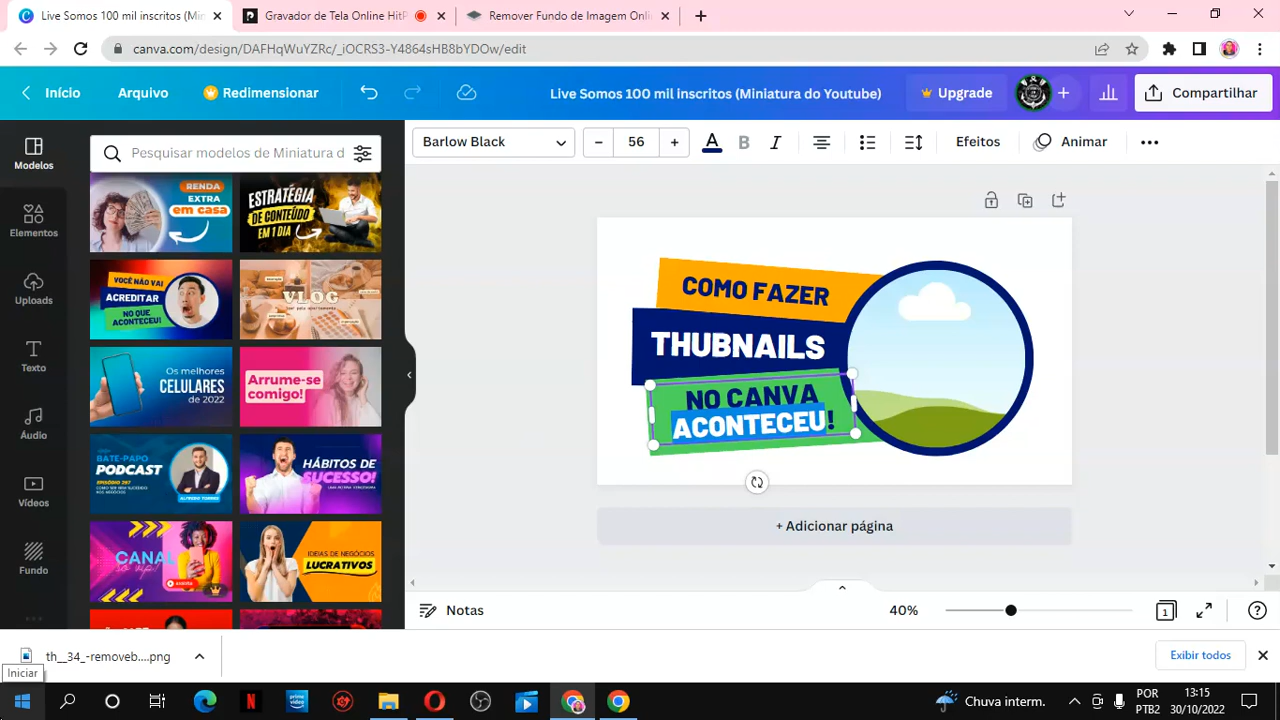 Live Somos 100 mil inscritos (Min
Gravador de Tela Online HitP
Remover Fundo de Imagem Onli
canva.com/design/DAFHqWuYZRc/_iOCRS3-Y4864sHB8bYDOw/edit
Início
Arquivo
Redimensionar
Live Somos 100 mil inscritos (Miniatura do Youtube)
Upgrade
Compartilhar
Modelos
Elementos
Uploads
Texto
Áudio
Vídeos
Fundo
Pesquisar modelos de Miniatura d
RENDA
EXTRA
em casa
ESTRATÉGIA
DE CONTEÚDO
EM 1 DIA
VOCÊ NÃO VAI
ACREDITAR
NO QUE
ACONTECEU!
VLOG
Os melhores
CELULARES
de 2022
Arrume-se
comigo!
BATE-PAPO
PODCAST
HÁBITOS DE
SUCESSO!
CANAL
so vip!
IDEIAS DE NEGÓCIOS
LUCRATIVOS
Barlow Black
56
A
B
I
Efeitos
Animar
COMO FAZER
THUBNAILS
NO CANVA
ACONTECEU!
+ Adicionar página
Notas
40%
1
th__34_-removeb....png
Exibir todos
Iniciar
Chuva interm.
POR
PTB2
13:15
30/10/2022